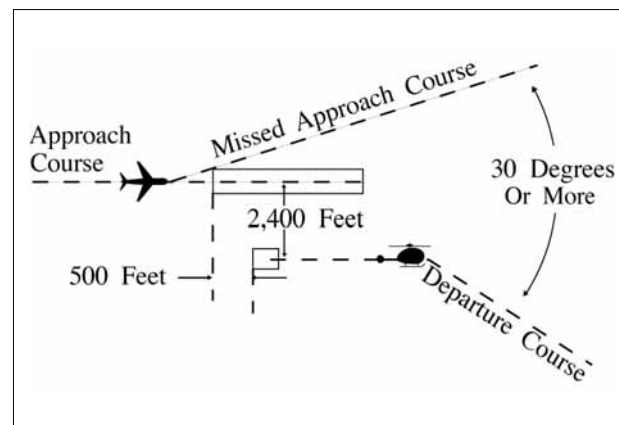 Missed Approach Course
Approach
Course
30 Degrees
Or More
2,400 Feet
500 Feet
Departure Course